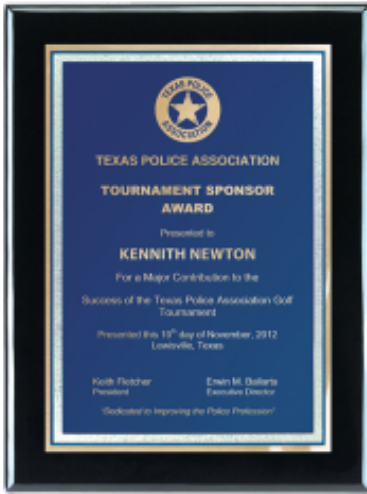 TEXAS POLICE
ASSOCIATION
TEXAS POLICE ASSOCIATION
TOURNAMENT SPONSOR
AWARD
Presented to
KENNITH NEWTON
For a Major Contribution to the
Success of the Texas Police Association Golf
Tournament
Presented this 10th day of November, 2012
Lewisville, Texas
Keith Fletcher Erwin M. Ballarta
President Executive Director
"Dedicated to Improving the Police Profession"